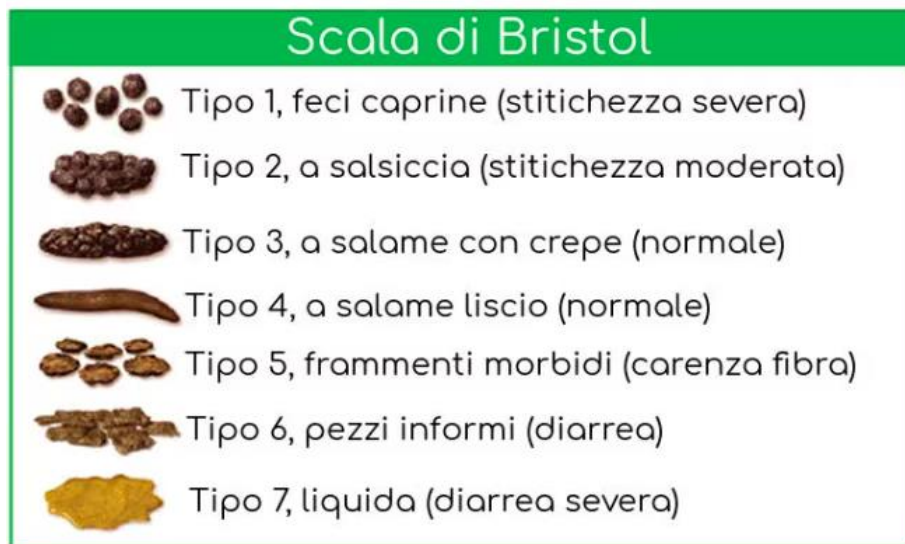 Scala di Bristol
Tipo 1, feci caprine (stitichezza severa)
Tipo 2, a salsiccia (stitichezza moderata)
Tipo 3, a salame con crepe (normale)
Tipo 4, a salame liscio (normale)
Tipo 5, frammenti morbidi (carenza fibra)
Tipo 6, pezzi informi (diarrea)
Tipo 7, liquida (diarrea severa)